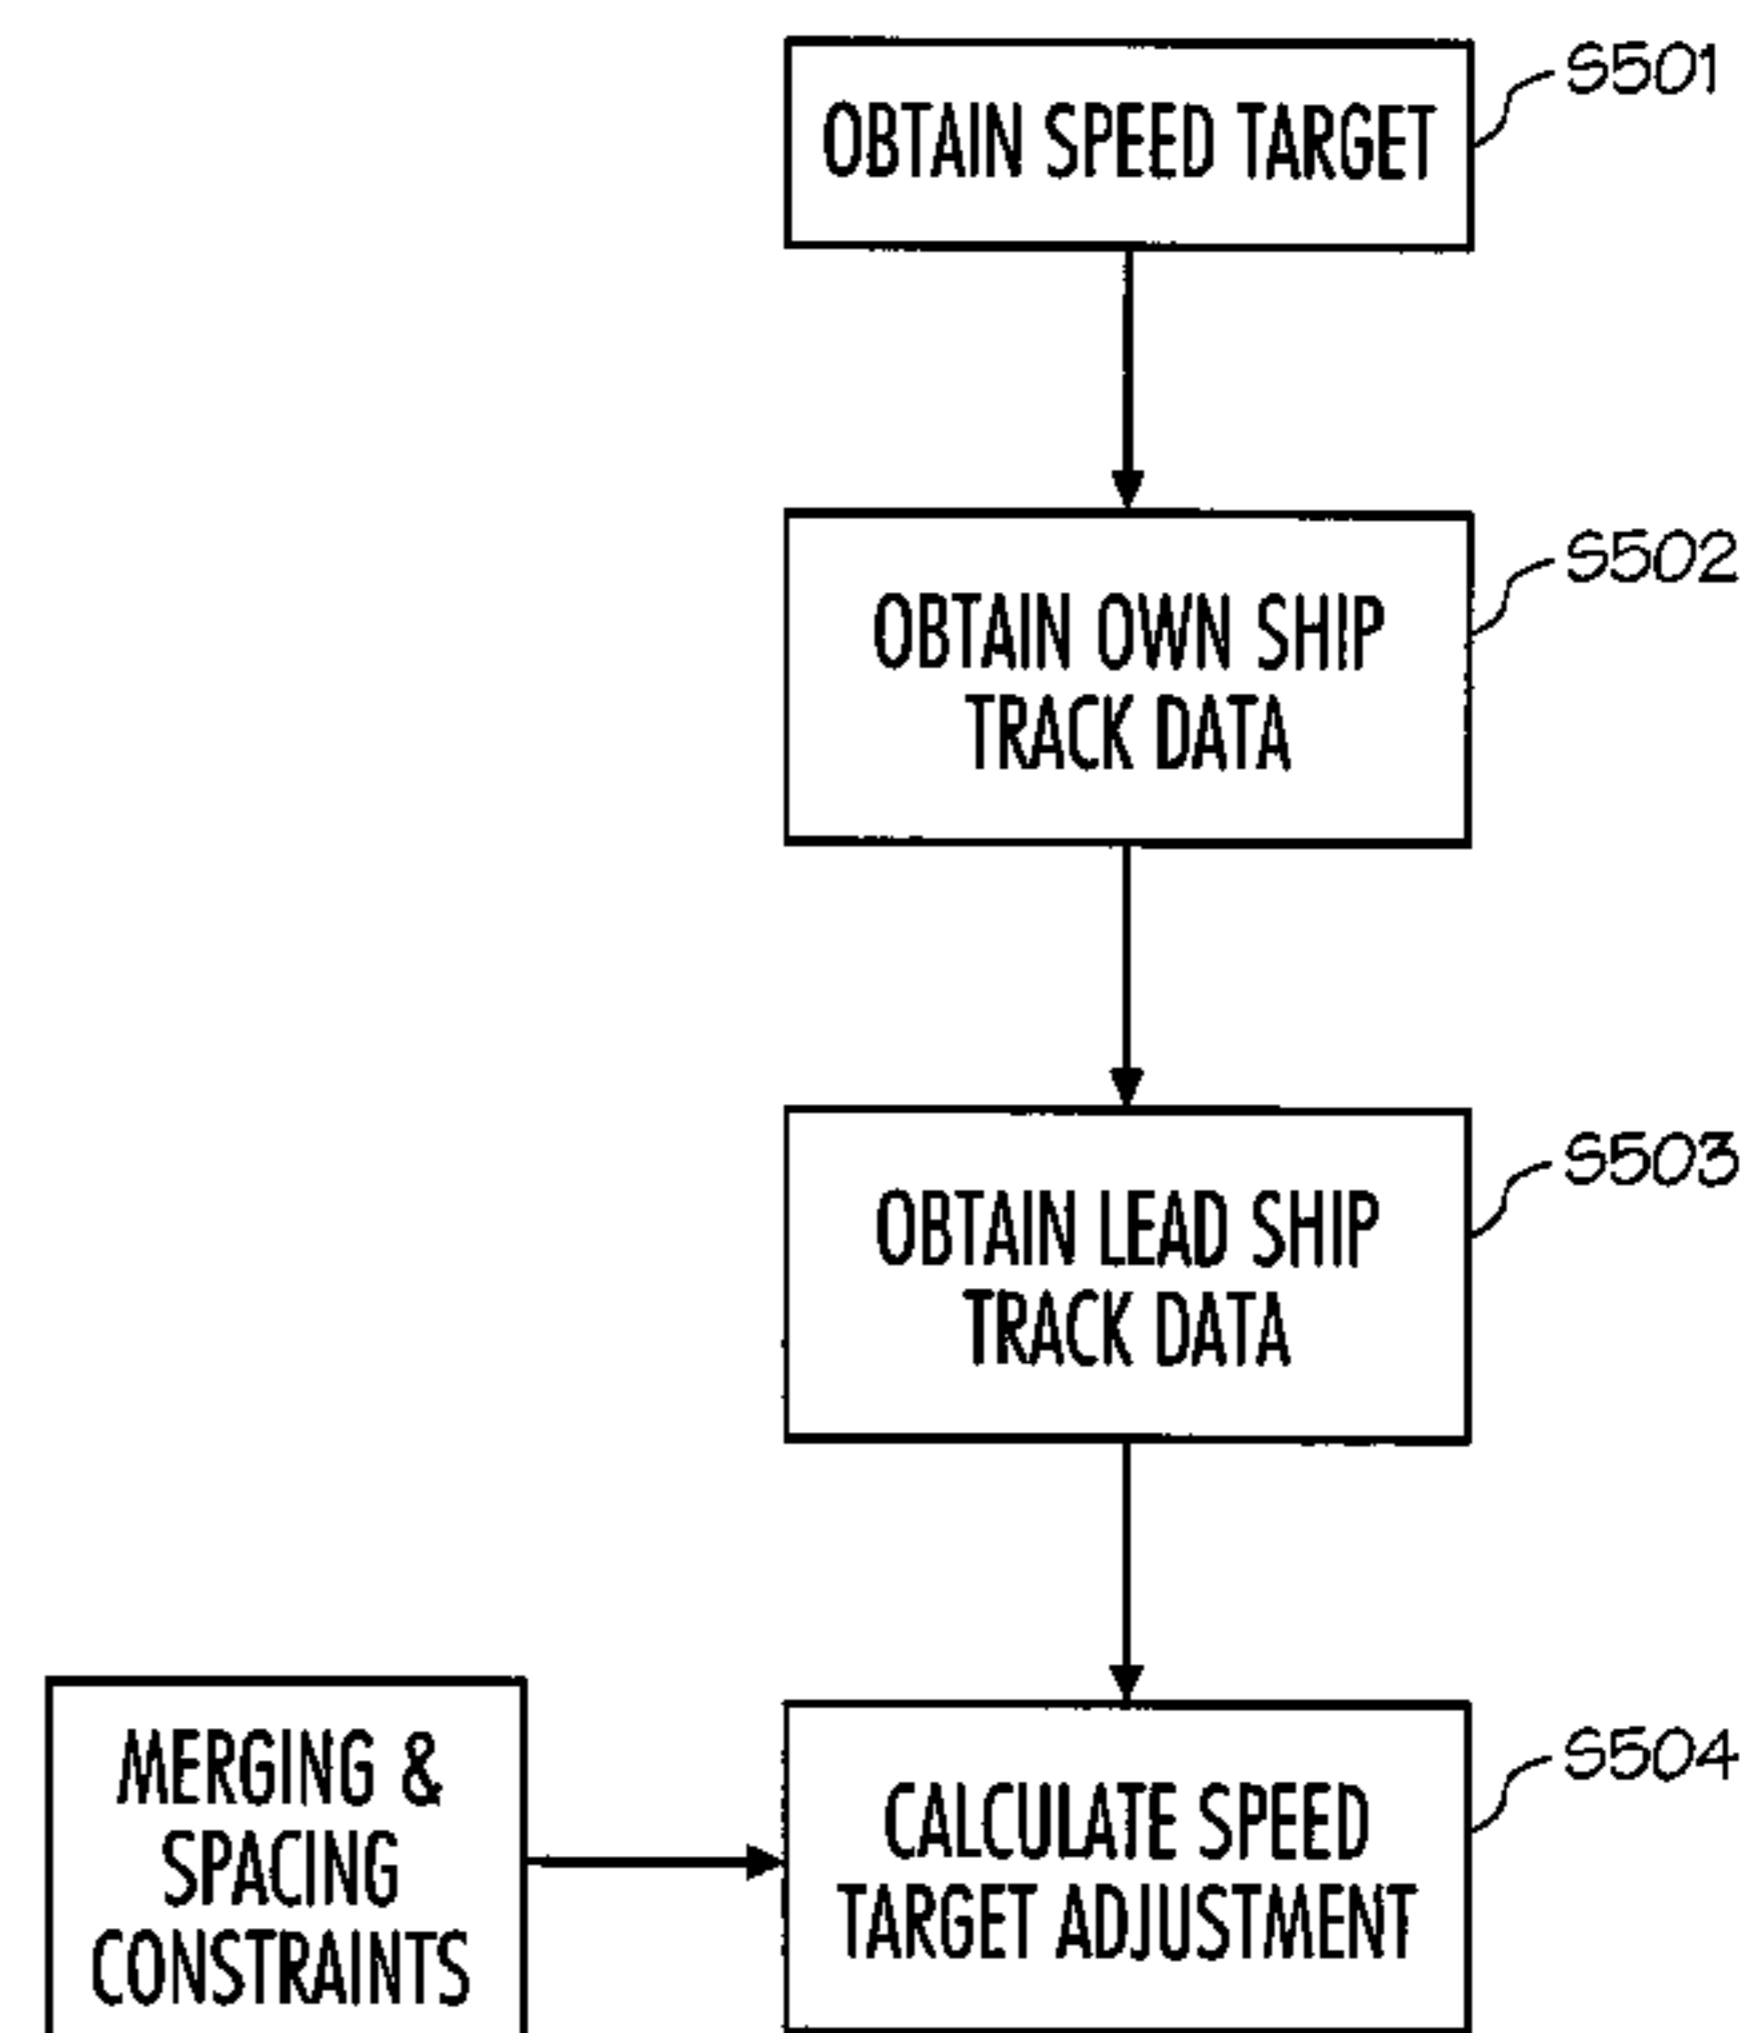 OBTAIN SPEED TARGET
S501
OBTAIN OWN SHIP
TRACK DATA
S502
OBTAIN LEAD SHIP
TRACK DATA
S503
MERGING &
SPACING
CONSTRAINTS
CALCULATE SPEED
TARGET ADJUSTMENT
S504